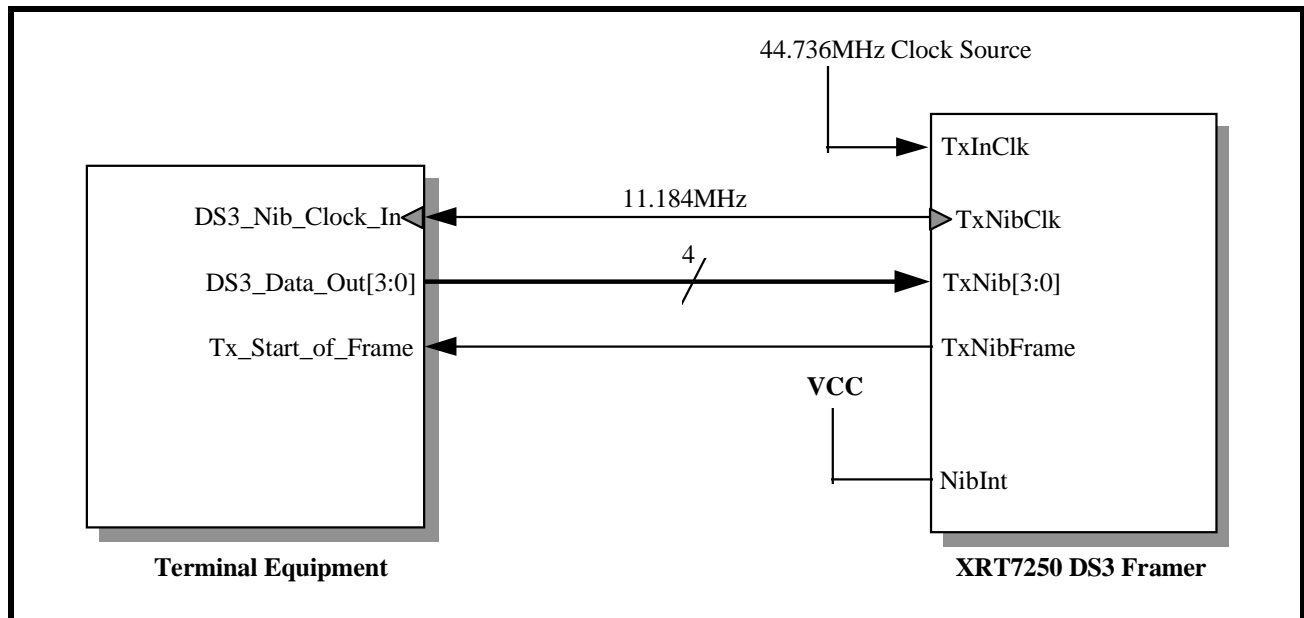 44.736MHz Clock Source
TxInClk
11.184MHz
DS3_Nib_Clock_In
TxNibClk
4
DS3_Data_Out[3:0]
TxNib[3:0]
Tx_Start_of_Frame
TxNibFrame
VCC
NibInt
Terminal Equipment
XRT7250 DS3 Framer